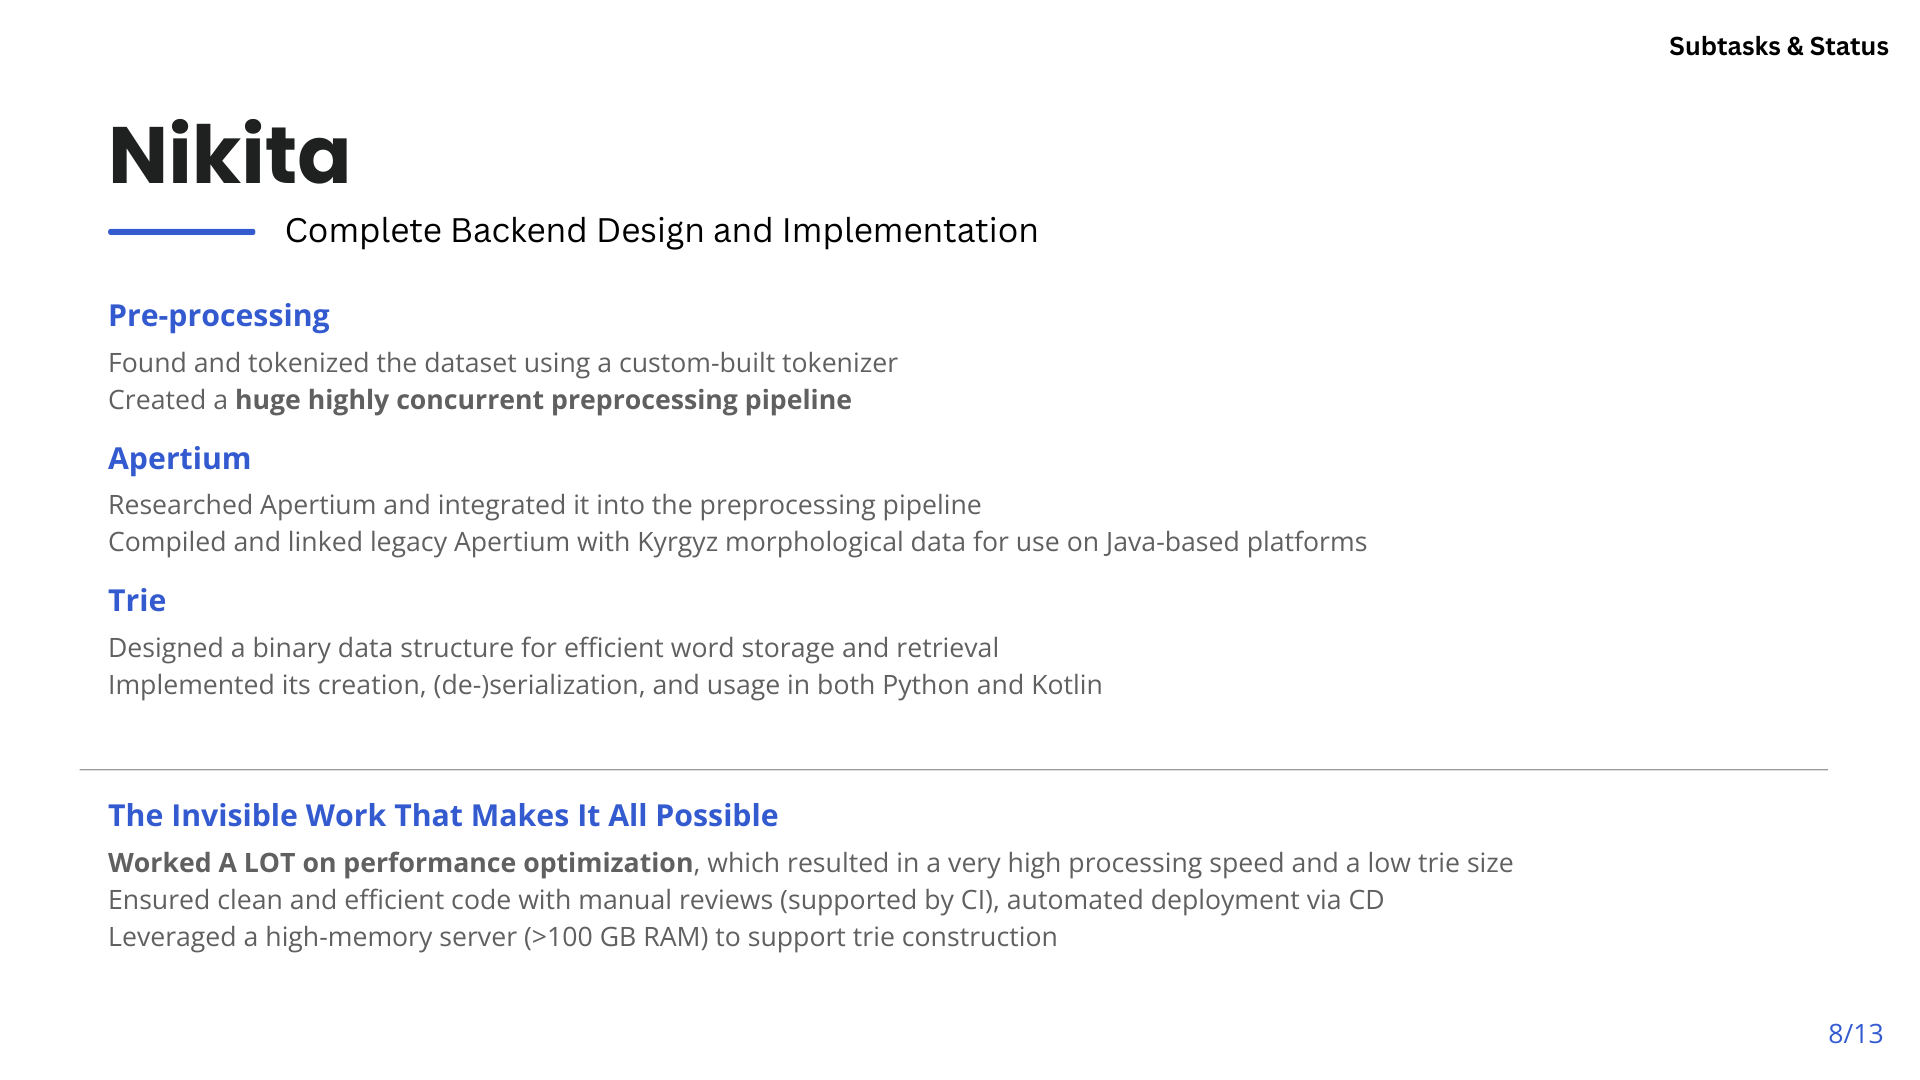 Subtasks & Status
Nikita
Complete Backend Design and Implementation
Pre-processing
Found and tokenized the dataset using a custom-built tokenizer
Created a huge highly concurrent preprocessing pipeline
Apertium
Researched Apertium and integrated it into the preprocessing pipeline
Compiled and linked legacy Apertium with Kyrgyz morphological data for use on Java-based platforms
Trie
Designed a binary data structure for efficient word storage and retrieval
Implemented its creation, (de-)serialization, and usage in both Python and Kotlin
The Invisible Work That Makes It All Possible
Worked A LOT on performance optimization, which resulted in a very high processing speed and a low trie size
Ensured clean and efficient code with manual reviews (supported by CI), automated deployment via CD
Leveraged a high-memory server (>100 GB RAM) to support trie construction
8/13